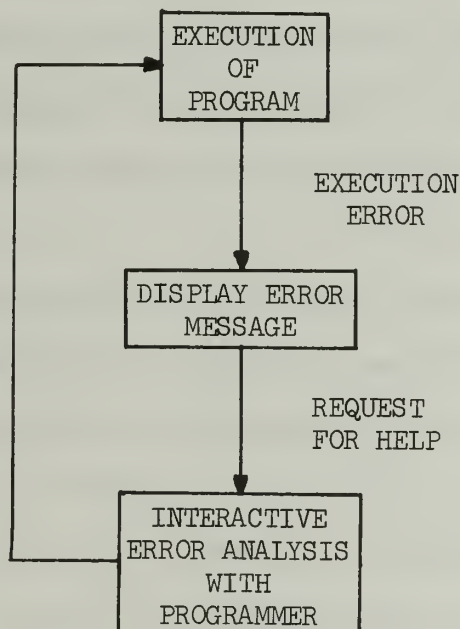 EXECUTION
OF
PROGRAM
EXECUTION
ERROR
DISPLAY ERROR
MESSAGE
REQUEST
FOR HELP
INTERACTIVE
ERROR ANALYSIS
WITH
PROGRAMMER